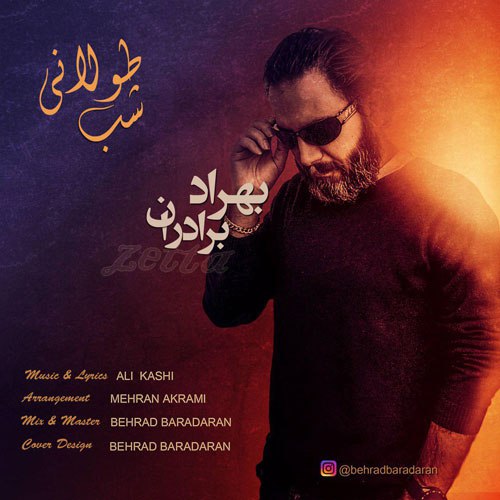 طولانی
شب
بهراد
برادران
Zetta
Music & Lyrics ALI KASHI
Arrangement MEHRAN AKRAMI
Mix & Master BEHRAD BARADARAN
Cover Design BEHRAD BARADARAN
@behradbaradaran